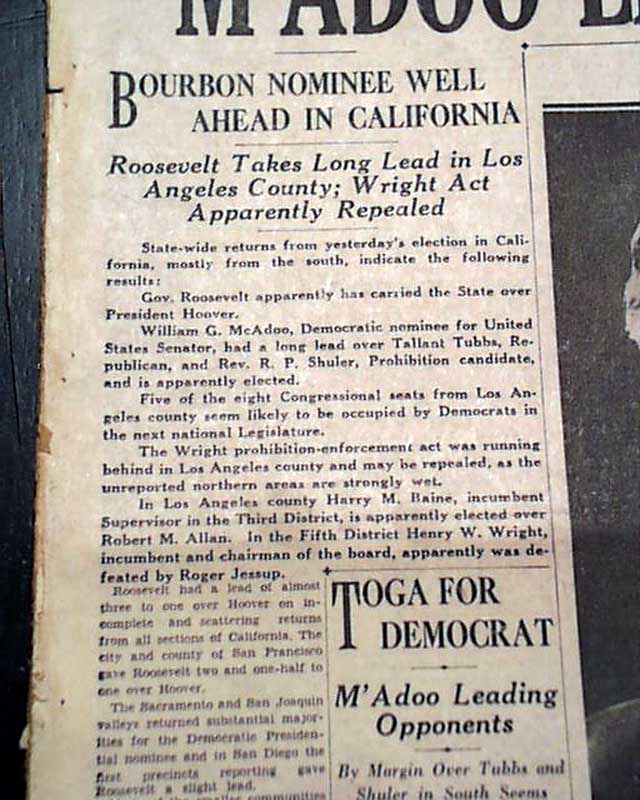 M'ADOO
BOURBON NOMINEE WELL
AHEAD IN CALIFORNIA
Roosevelt Takes Long Lead in Los
Angeles County; Wright Act
Apparently Repealed
State-wide returns from yesterday's election in Cali-
fornia, mostly from the south, indicate the following
results:
Gov. Roosevelt apparently has carried the State over
President Hoover.
William G. McAdoo, Democratic nominee for United
States Senator, had a long lead over Tallant Tubbs, Re-
publican, and Rev. R. P. Shuler, Prohibition candidate,
and is apparently elected.
Five of the eight Congressional seats from Los An-
geles county seem likely to be occupied by Democrats in
the next national Legislature.
The Wright prohibition-enforcement act was running
behind in Los Angeles county and may be repealed, as the
unreported northern areas are strongly wet.
In Los Angeles county Harry M. Baine, incumbent
Supervisor in the Third District, is apparently elected over
Robert M. Allan. In the Fifth District Henry W. Wright,
incumbent and chairman of the board, apparently was de-
feated by Roger Jessup.
Roosevelt had a lead of almost
three to one over Hoover on in-
complete and scattering returns
from all sections of California. The
city and county of San Francisco
gave Roosevelt two and one-half to
one over Hoover.
The Sacramento and San Joaquin
valleys returned substantial major-
ities for the Democratic Presiden-
tial nominee and in San Diego the
first precincts reporting gave
Roosevelt a slight lead.
smaller communities
TOGA FOR
DEMOCRAT
M'Adoo Leading
Opponents
By Margin Over Tubbs and
Shuler in South Seems